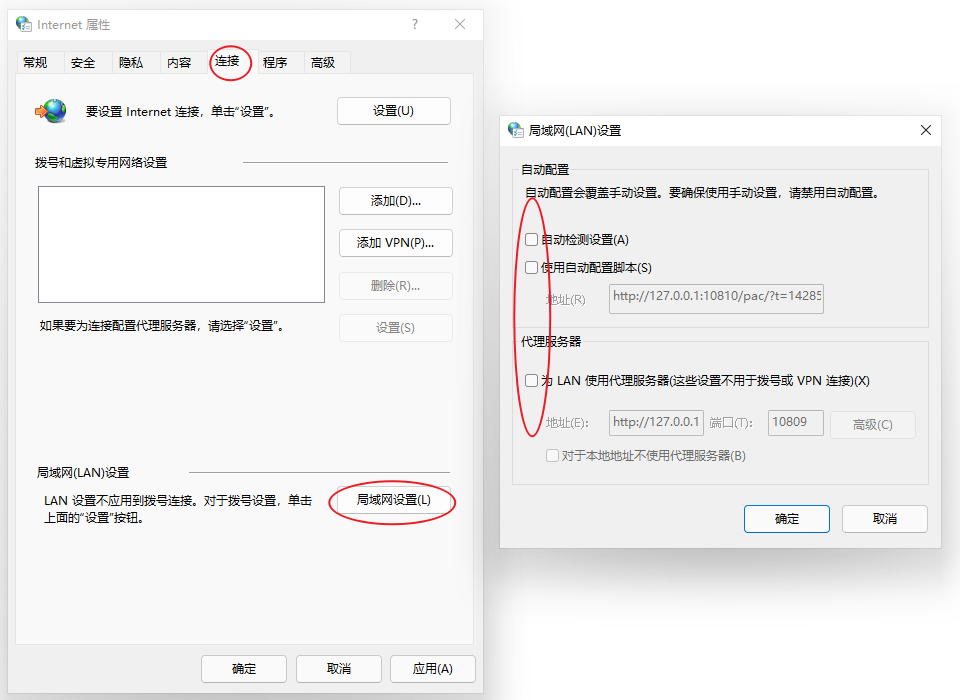 Internet 属性
?
常规
安全
隐私
内容
连接
程序
高级
要设置 Internet 连接，单击“设置”。
设置(U)
拨号和虚拟专用网络设置
添加(D)...
添加 VPN(P)...
删除(R)...
设置(S)
如果要为连接配置代理服务器，请选择“设置”。
局域网(LAN)设置
LAN 设置不应用到拨号连接。对于拨号设置，单击
上面的“设置”按钮。
局域网设置(L)
确定
取消
应用(A)
局域网(LAN)设置
自动配置
自动配置会覆盖手动设置。要确保使用手动设置，请禁用自动配置。
自动检测设置(A)
使用自动配置脚本(S)
地址(R)
http://127.0.0.1:10810/pac/?t=14285
代理服务器
为 LAN 使用代理服务器(这些设置不用于拨号或 VPN 连接)(X)
地址(E):
http://127.0.0.1
端口(T):
10809
高级(C)
对于本地地址不使用代理服务器(B)
确定
取消